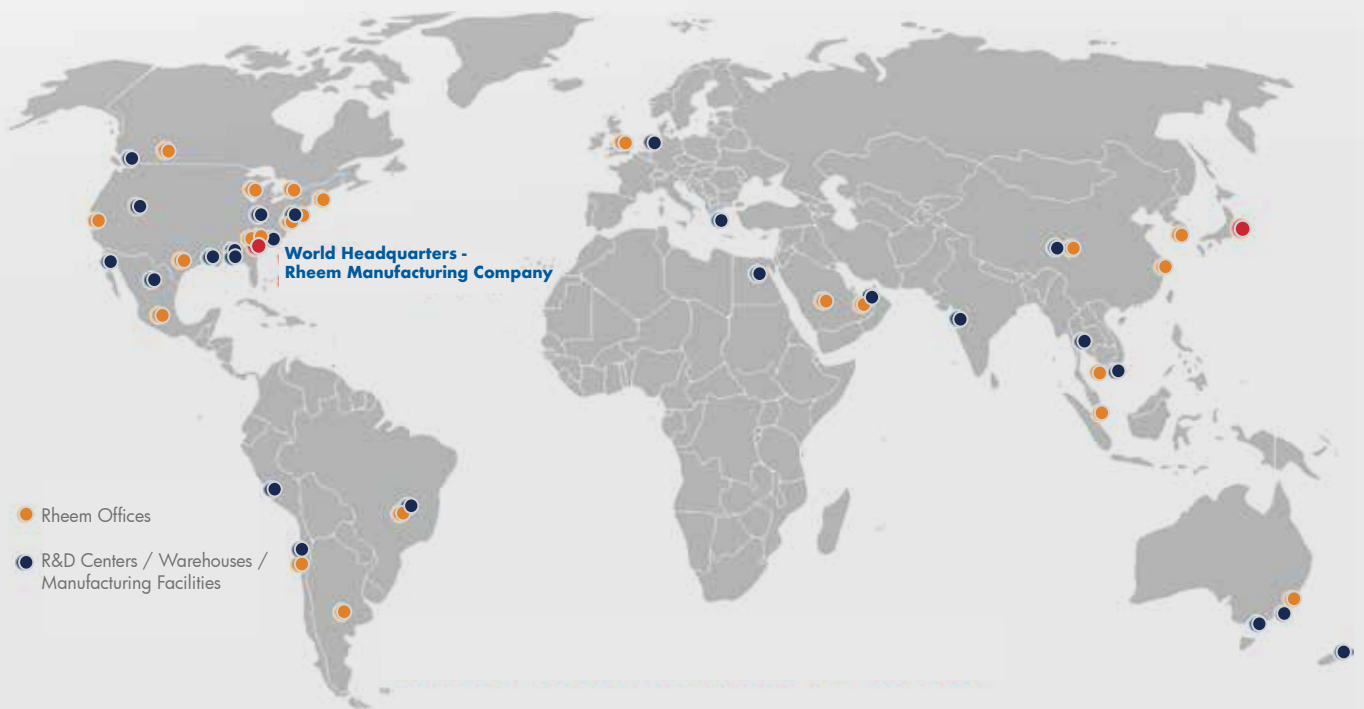 World Headquarters -
Rheem Manufacturing Company
Rheem Offices
R&D Centers / Warehouses /
Manufacturing Facilities